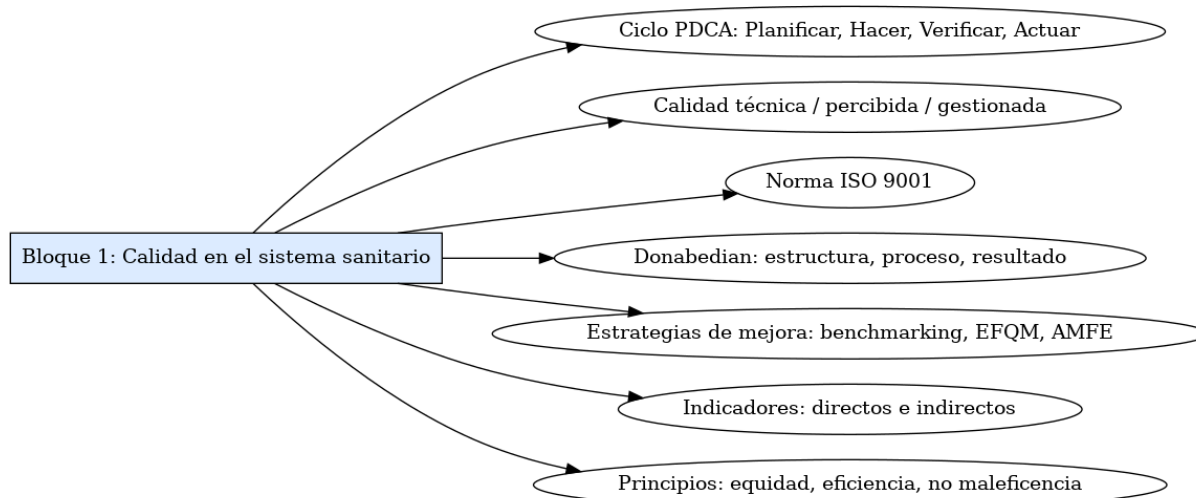 Ciclo PDCA: Planificar, Hacer, Verificar, Actuar
Calidad técnica / percibida / gestionada
Norma ISO 9001
Bloque 1: Calidad en el sistema sanitario
Donabedian: estructura, proceso, resultado
Estrategias de mejora: benchmarking, EFQM, AMFE
Indicadores: directos e indirectos
Principios: equidad, eficiencia, no maleficencia